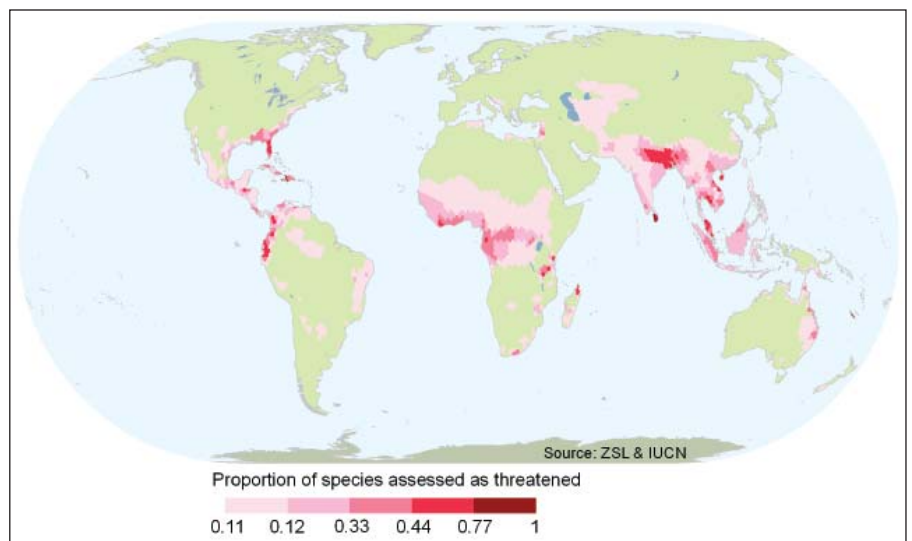 Source: ZSL & IUCN
Proportion of species assessed as threatened
0.11 0.12 0.33 0.44 0.77 1